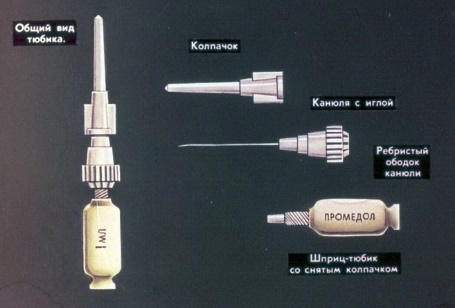 Общий вид
тюбика.
Колпачок
Канюля с иглой
Ребристый
ободок
канюли
1 мл
ПРОМЕДОЛ
Шприц-тюбик
со снятым колпачком